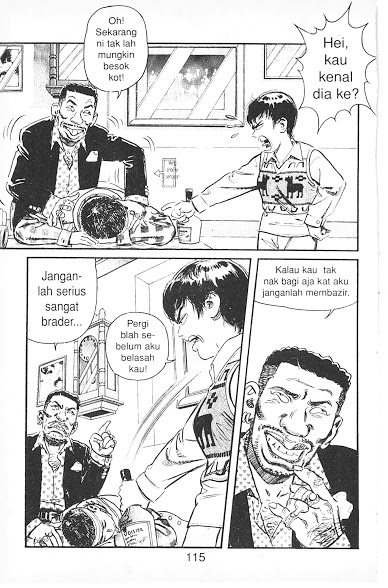 Hei,
kau
kenal
dia ke?
Oh!
Sekarang
ni tak lah
mungkin
besok
kot!
Jangan-
lah serius
sangat
brader...
Pergi
blah se-
belum aku
belasah
kau!
Kalau kau tak
nak bagi aja kat aku
janganlah membazir.
115